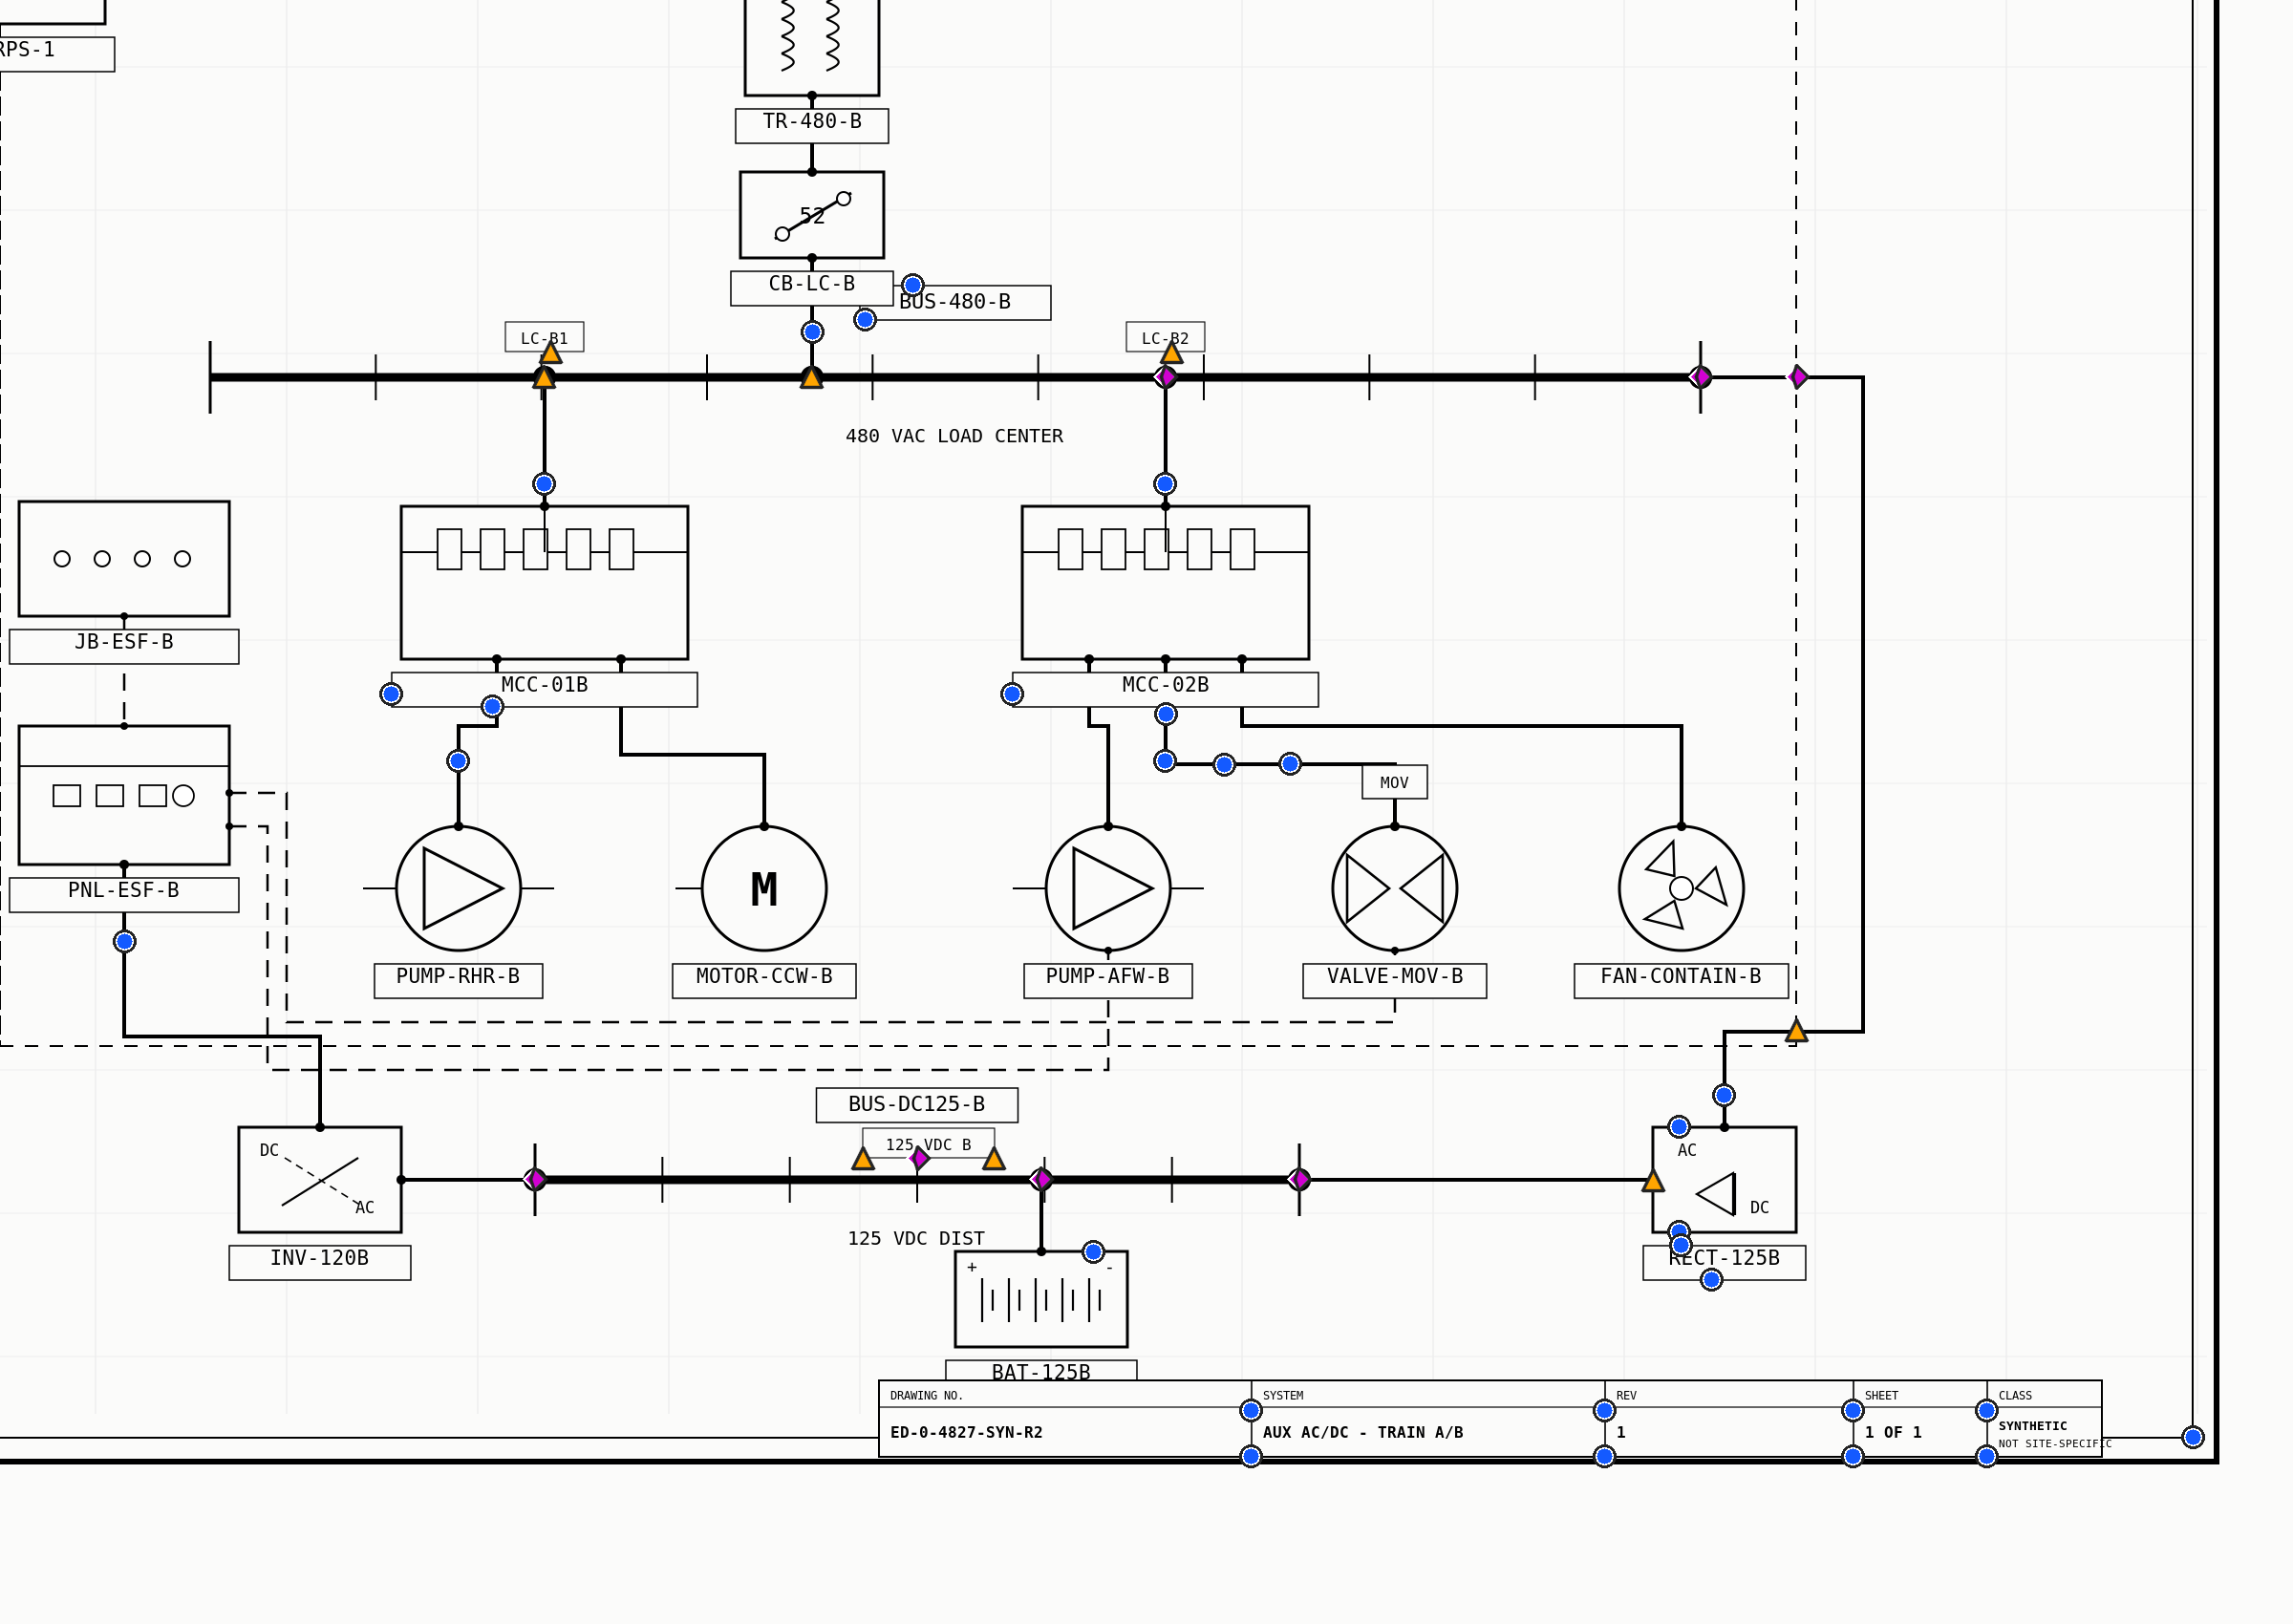 RPS-1
TR-480-B
52
CB-LC-B
BUS-480-B
LC-B1
LC-B2
480 VAC LOAD CENTER
JB-ESF-B
MCC-01B
MCC-02B
MOV
PNL-ESF-B
M
PUMP-RHR-B
MOTOR-CCW-B
PUMP-AFW-B
VALVE-MOV-B
FAN-CONTAIN-B
BUS-DC125-B
125 VDC B
DC
AC
AC
DC
125 VDC DIST
INV-120B
RECT-125B
+ -
BAT-125B
DRAWING NO. SYSTEM REV SHEET CLASS
ED-0-4827-SYN-R2 AUX AC/DC - TRAIN A/B 1 1 OF 1 SYNTHETIC
NOT SITE-SPECIFIC